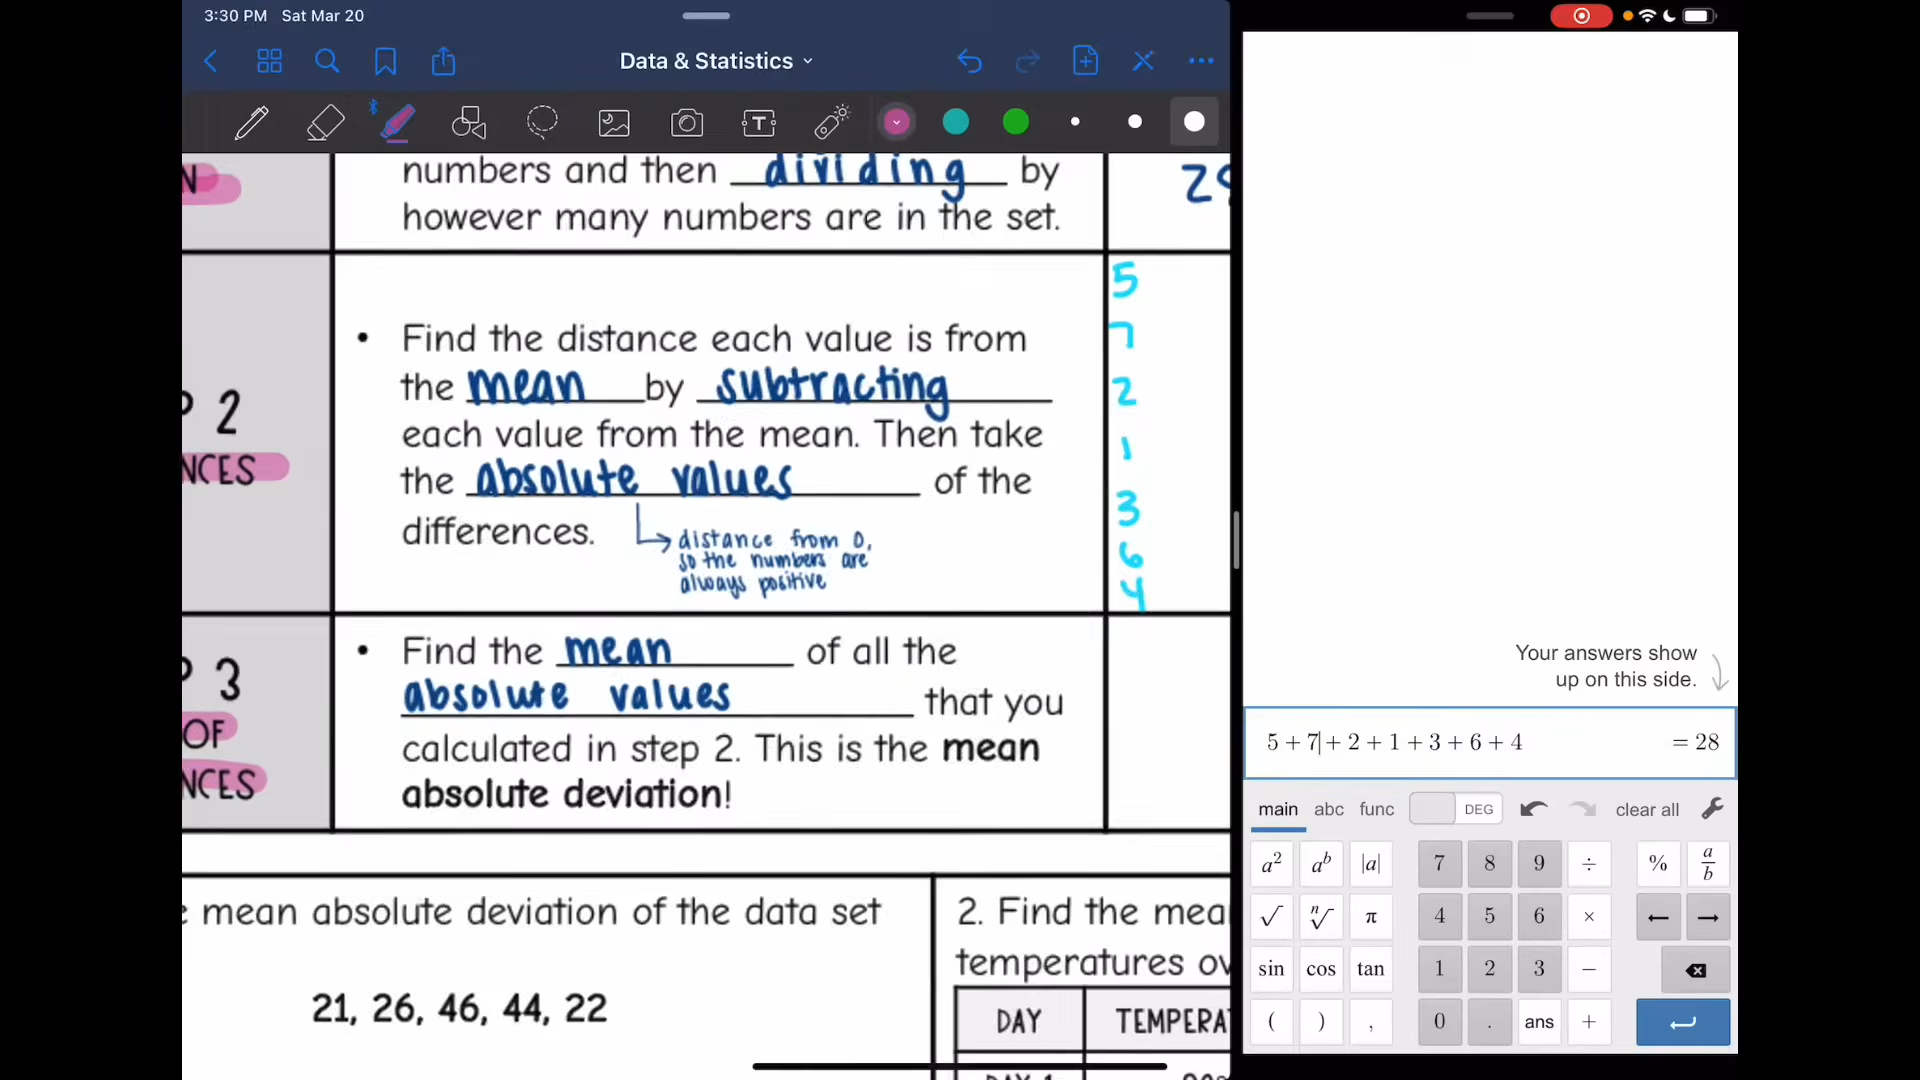 3:30 PM Sat Mar 20
Data & Statistics
T
numbers and then dividing by
however many numbers are in the set.
N
5
7
2
1
3
6
4
• Find the distance each value is from
the mean by subtracting
each value from the mean. Then take
the absolute values of the
differences.
distance from 0,
so the numbers are
always positive
P 2
NCES
• Find the mean of all the
absolute values that you
calculated in step 2. This is the mean
absolute deviation!
P 3
OF
NCES
e mean absolute deviation of the data set
21, 26, 46, 44, 22
2. Find the mea
temperatures ov
DAY TEMPERA
DAY 1
Your answers show
up on this side.
5 + 7 + 2 + 1 + 3 + 6 + 4 = 28
main abc func DEG clear all
a² aᵇ |a| 7 8 9 ÷ % a/b
√ ⁿ√ π 4 5 6 × ← →
sin cos tan 1 2 3 −
( ) , 0 . ans +